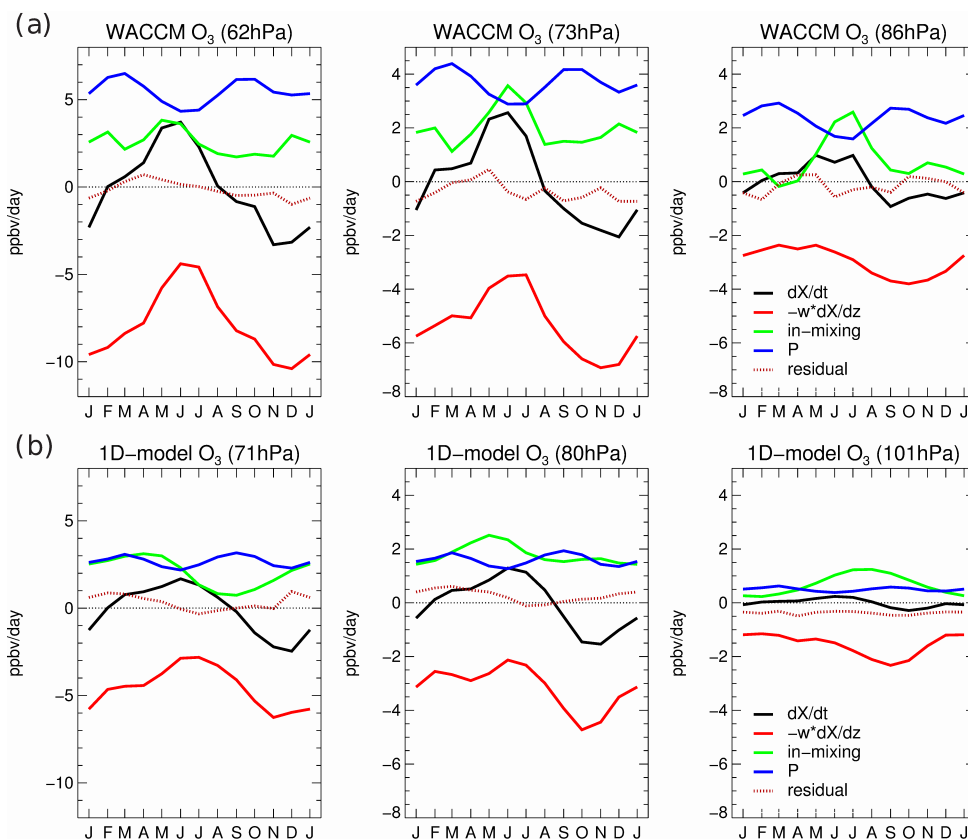 (a)
WACCM O3 (62hPa)
WACCM O3 (73hPa)
WACCM O3 (86hPa)
ppbv/day
5
0
−5
−10
J F M A M J J A S O N D J
ppbv/day
4
2
0
−2
−4
−6
−8
J F M A M J J A S O N D J
ppbv/day
4
2
0
−2
−4
−6
−8
dX/dt
−w*dX/dz
in−mixing
P
residual
J F M A M J J A S O N D J
(b)
1D−model O3 (71hPa)
1D−model O3 (80hPa)
1D−model O3 (101hPa)
ppbv/day
5
0
−5
−10
J F M A M J J A S O N D J
ppbv/day
4
2
0
−2
−4
−6
−8
J F M A M J J A S O N D J
ppbv/day
4
2
0
−2
−4
−6
−8
dX/dt
−w*dX/dz
in−mixing
P
residual
J F M A M J J A S O N D J